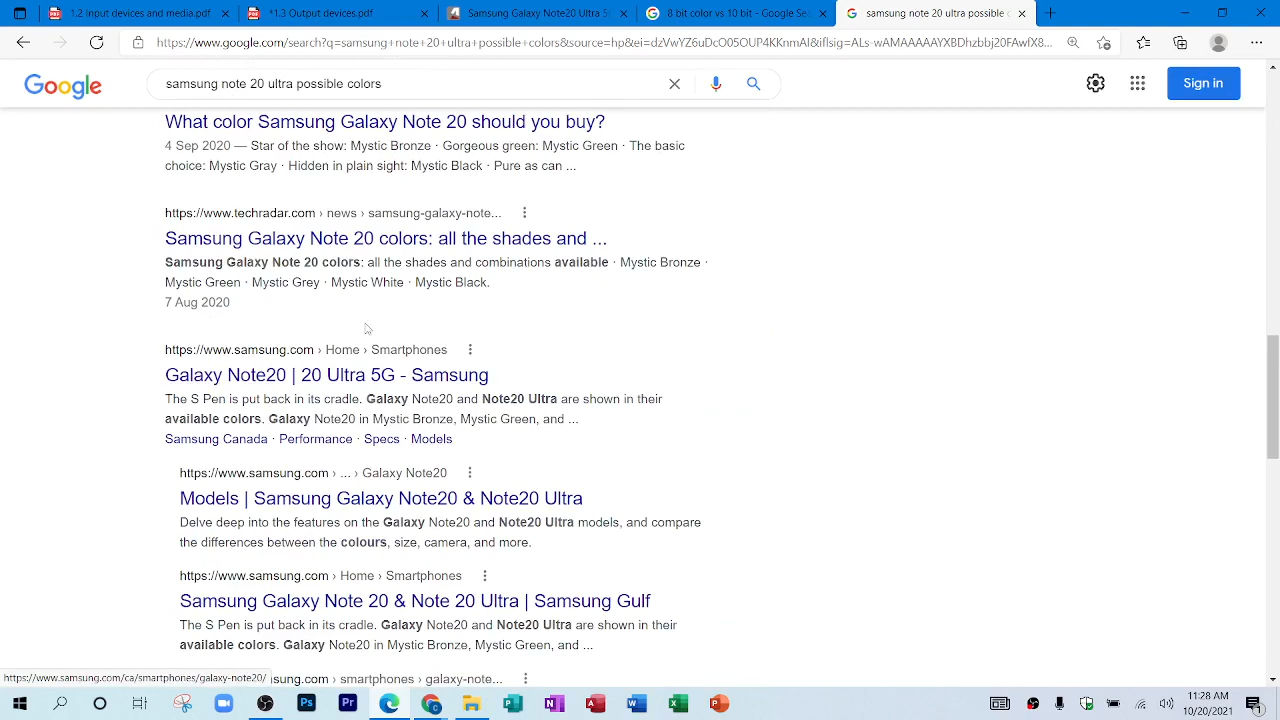 1.2 Input devices and media.pdf
*1.3 Output devices.pdf
Samsung Galaxy Note20 Ultra 5G
8 bit color vs 10 bit - Google Sea
samsung note 20 ultra possible c
https://www.google.com/search?q=samsung+note+20+ultra+possible+colors&source=hp&ei=
Google
samsung note 20 ultra possible colors
Sign in
What color Samsung Galaxy Note 20 should you buy?
4 Sep 2020 — Star of the show: Mystic Bronze · Gorgeous green: Mystic Green · The basic
choice: Mystic Gray · Hidden in plain sight: Mystic Black · Pure as can ...
https://www.techradar.com › news › samsung-galaxy-note...
Samsung Galaxy Note 20 colors: all the shades and ...
Samsung Galaxy Note 20 colors: all the shades and combinations available · Mystic Bronze ·
Mystic Green · Mystic Grey · Mystic White · Mystic Black.
7 Aug 2020
https://www.samsung.com › Home › Smartphones
Galaxy Note20 | 20 Ultra 5G - Samsung
The S Pen is put back in its cradle. Galaxy Note20 and Note20 Ultra are shown in their
available colors. Galaxy Note20 in Mystic Bronze, Mystic Green, and ...
Samsung Canada · Performance · Specs · Models
https://www.samsung.com › ... › Galaxy Note20
Models | Samsung Galaxy Note20 & Note20 Ultra
Delve deep into the features on the Galaxy Note20 and Note20 Ultra models, and compare
the differences between the colours, size, camera, and more.
https://www.samsung.com › Home › Smartphones
Samsung Galaxy Note 20 & Note 20 Ultra | Samsung Gulf
The S Pen is put back in its cradle. Galaxy Note20 and Note20 Ultra are shown in their
available colors. Galaxy Note20 in Mystic Bronze, Mystic Green, and ...
https://www.samsung.com/ca/smartphones/galaxy-note20/
sung.com › smartphones › galaxy-note...
11:28 AM
10/20/2021